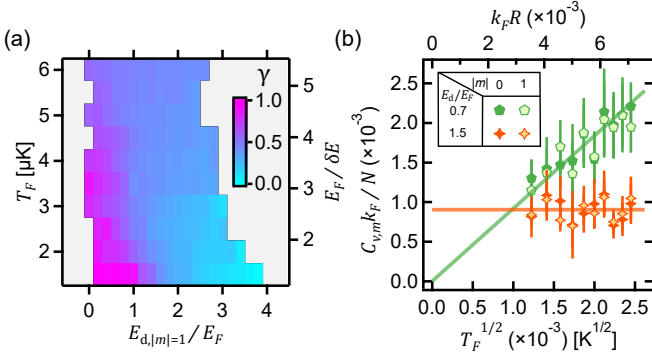 (a)
γ
1.0
0.5
0.0
6
5
4
3
2
T_F [μK]
5
4
3
2
E_F / δE
0 1 2 3 4
E_d,|m|=1 / E_F
(b)
k_F R (×10⁻³)
0 2 4 6
|m| 0 1
E_d/E_F
0.7
1.5
2.5
2.0
1.5
1.0
0.5
0.0
C_v,m k_F / N (×10⁻³)
0.0 0.5 1.0 1.5 2.0 2.5
T_F^1/2 (×10⁻³) [K^1/2]